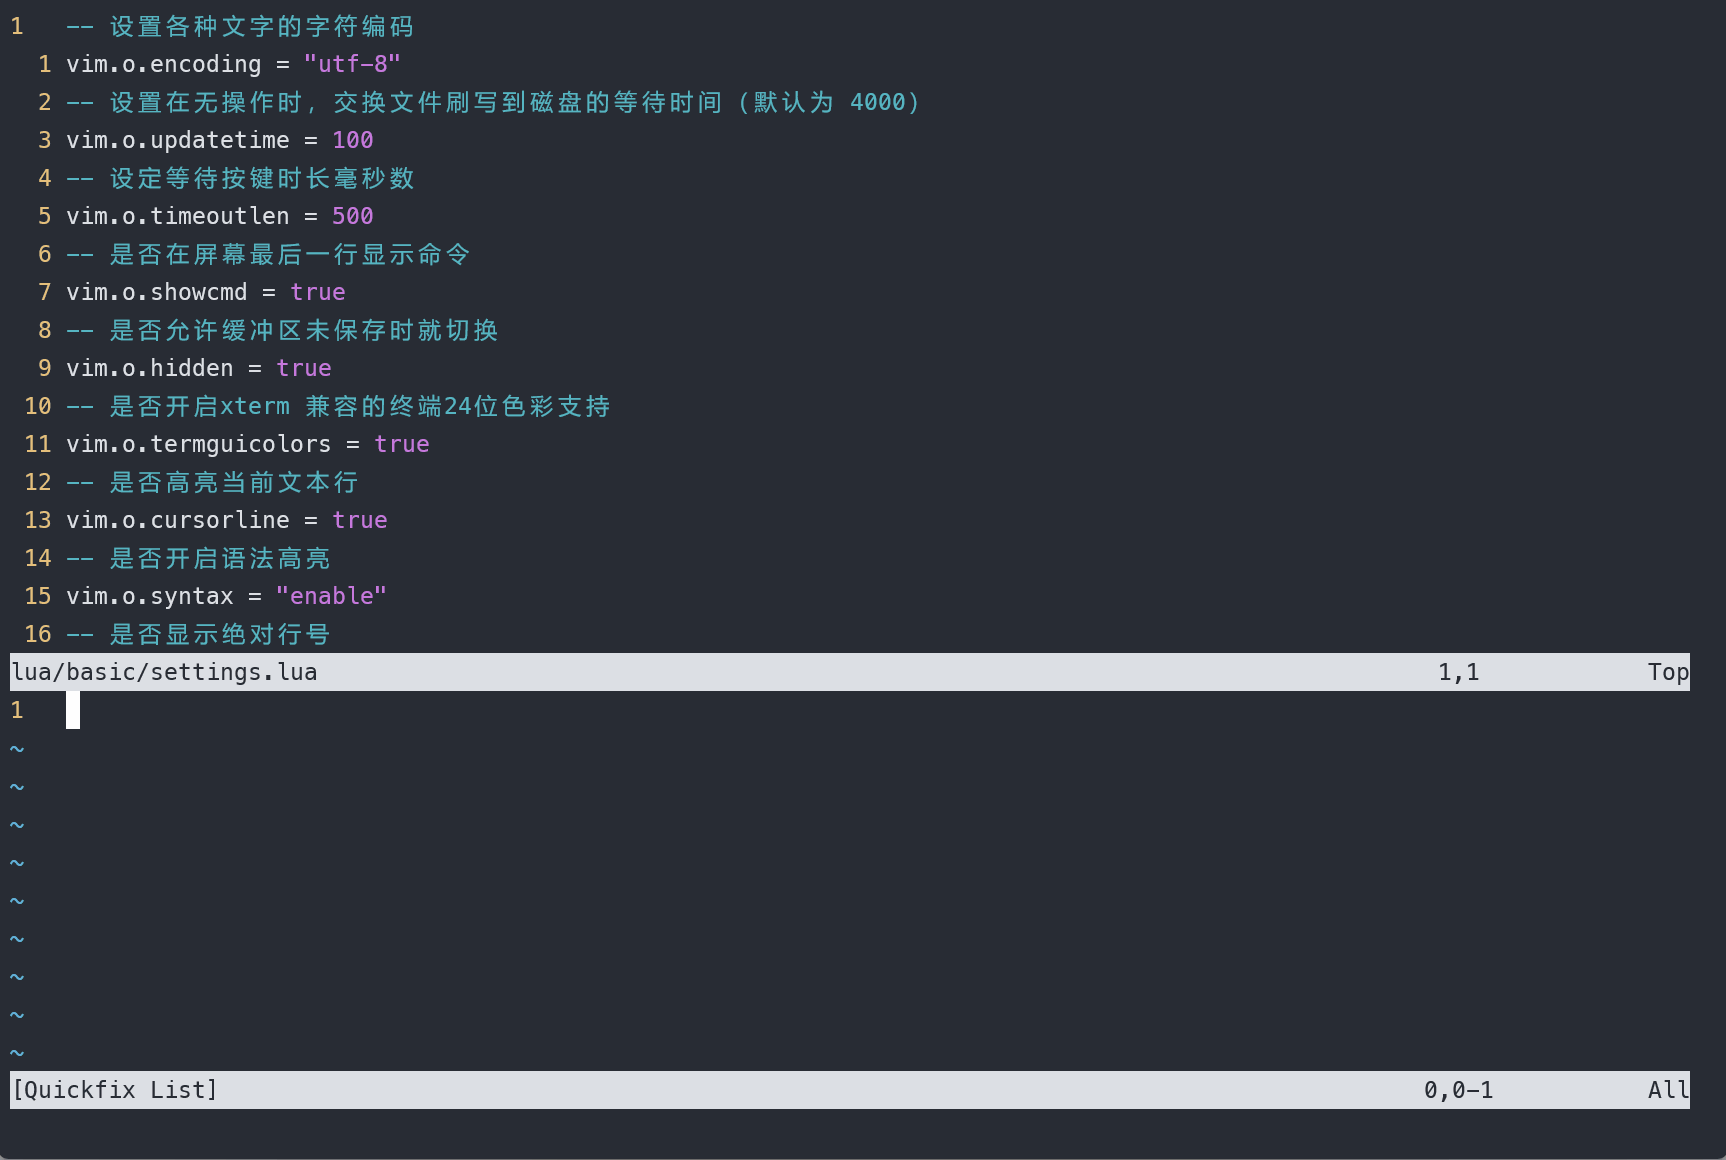 1 -- 设置各种文字的字符编码
1 vim.o.encoding = "utf-8"
2 -- 设置在无操作时，交换文件刷写到磁盘的等待时间（默认为 4000）
3 vim.o.updatetime = 100
4 -- 设定等待按键时长毫秒数
5 vim.o.timeoutlen = 500
6 -- 是否在屏幕最后一行显示命令
7 vim.o.showcmd = true
8 -- 是否允许缓冲区未保存时就切换
9 vim.o.hidden = true
10 -- 是否开启xterm 兼容的终端24位色彩支持
11 vim.o.termguicolors = true
12 -- 是否高亮当前文本行
13 vim.o.cursorline = true
14 -- 是否开启语法高亮
15 vim.o.syntax = "enable"
16 -- 是否显示绝对行号
lua/basic/settings.lua 1,1 Top
1
~
~
~
~
~
~
~
~
~
[Quickfix List] 0,0-1 All